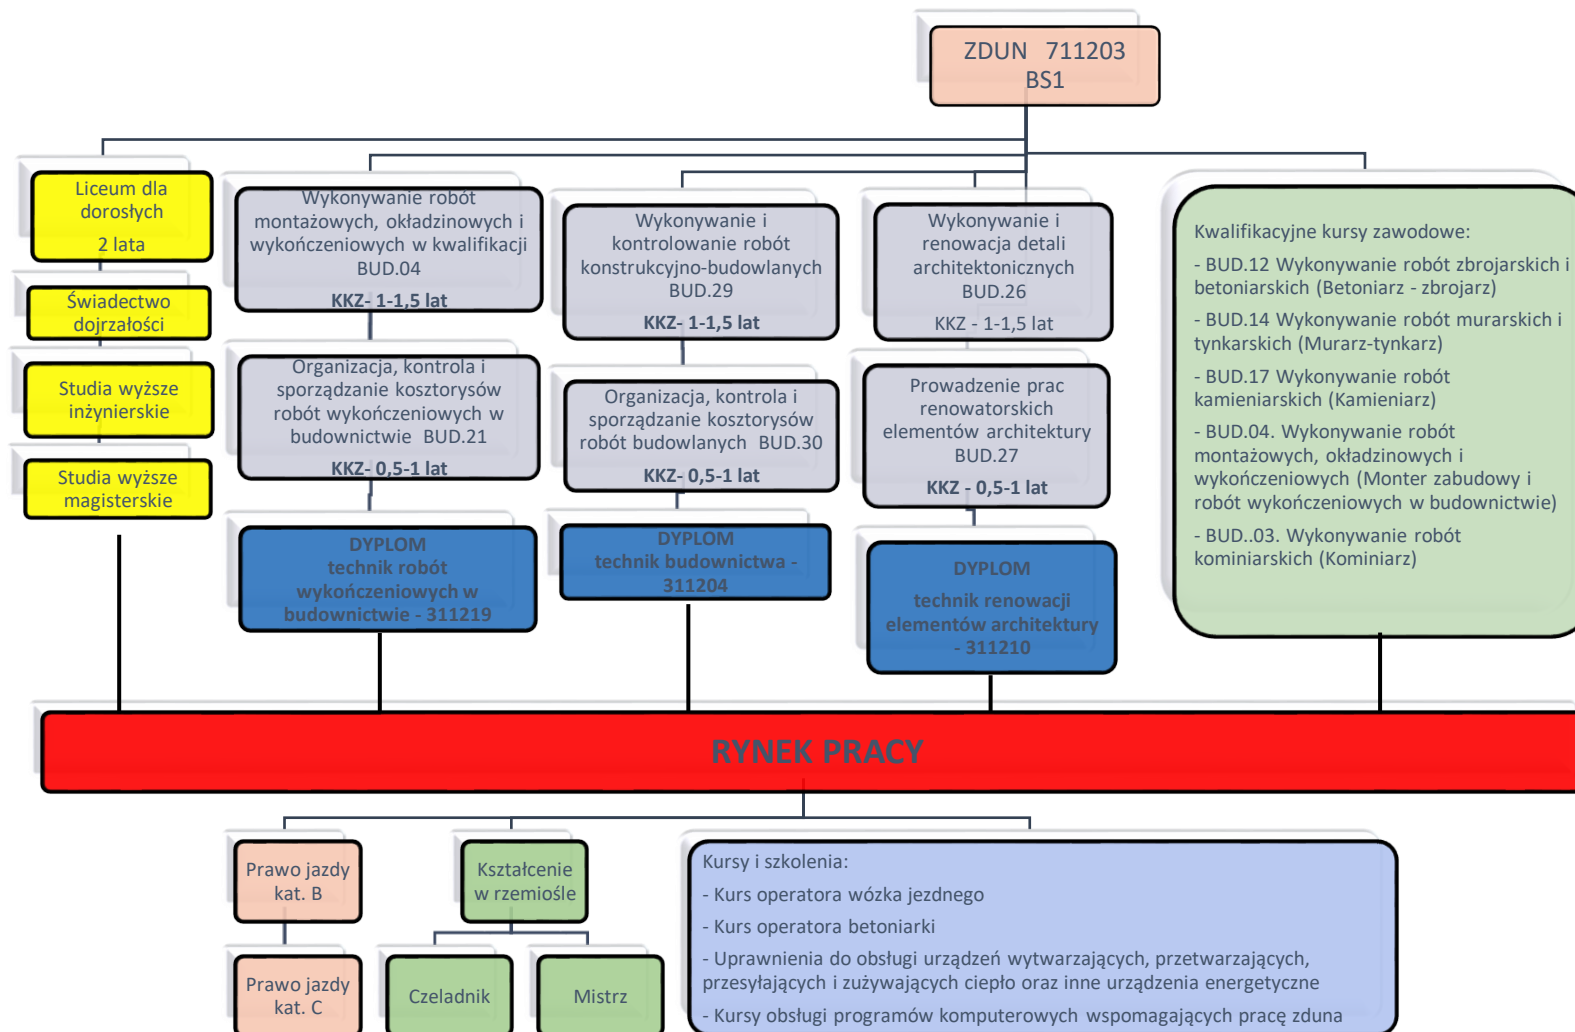 ZDUN 711203
BS1
Liceum dla
dorosłych
2 lata
Świadectwo
dojrzałości
Studia wyższe
inżynierskie
Studia wyższe
magisterskie
Wykonywanie robót
montażowych, okładzinowych i
wykończeniowych w kwalifikacji
BUD.04
KKZ- 1-1,5 lat
Organizacja, kontrola i
sporządzanie kosztorysów
robót wykończeniowych w
budownictwie BUD.21
KKZ- 0,5-1 lat
DYPLOM
technik robót
wykończeniowych w
budownictwie - 311219
Wykonywanie i
kontrolowanie robót
konstrukcyjno-budowlanych
BUD.29
KKZ- 1-1,5 lat
Organizacja, kontrola i
sporządzanie kosztorysów
robót budowlanych BUD.30
KKZ- 0,5-1 lat
DYPLOM
technik budownictwa -
311204
Wykonywanie i
renowacja detali
architektonicznych
BUD.26
KKZ - 1-1,5 lat
Prowadzenie prac
renowatorskich
elementów architektury
BUD.27
KKZ - 0,5-1 lat
DYPLOM
technik renowacji
elementów architektury
- 311210
Kwalifikacyjne kursy zawodowe:
- BUD.12 Wykonywanie robót zbrojarskich i
betoniarskich (Betoniarz - zbrojarz)
- BUD.14 Wykonywanie robót murarskich i
tynkarskich (Murarz-tynkarz)
- BUD.17 Wykonywanie robót
kamieniarskich (Kamieniarz)
- BUD.04. Wykonywanie robót
montażowych, okładzinowych i
wykończeniowych (Monter zabudowy i
robót wykończeniowych w budownictwie)
- BUD..03. Wykonywanie robót
kominiarskich (Kominiarz)
RYNEK PRACY
Prawo jazdy
kat. B
Prawo jazdy
kat. C
Kształcenie
w rzemiośle
Czeladnik
Mistrz
Kursy i szkolenia:
- Kurs operatora wózka jezdnego
- Kurs operatora betoniarki
- Uprawnienia do obsługi urządzeń wytwarzających, przetwarzających,
przesyłających i zużywających ciepło oraz inne urządzenia energetyczne
- Kursy obsługi programów komputerowych wspomagających pracę zduna